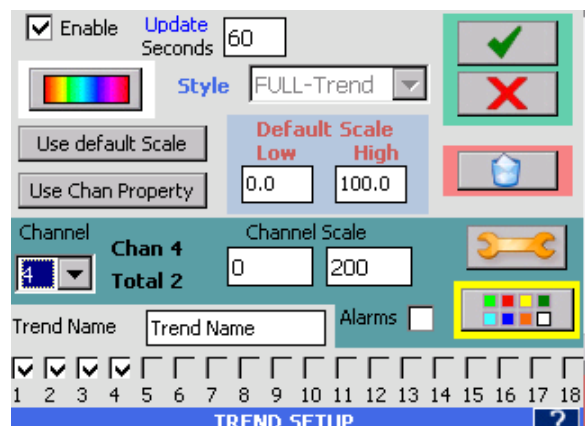 Enable
Update
Seconds
60
Style
FULL-Trend
Use default Scale
Default Scale
Low High
0.0 100.0
Use Chan Property
Channel
4
Chan 4
Total 2
Channel Scale
0 200
Trend Name
Trend Name
Alarms
1 2 3 4 5 6 7 8 9 10 11 12 13 14 15 16 17 18
TREND SETUP ?